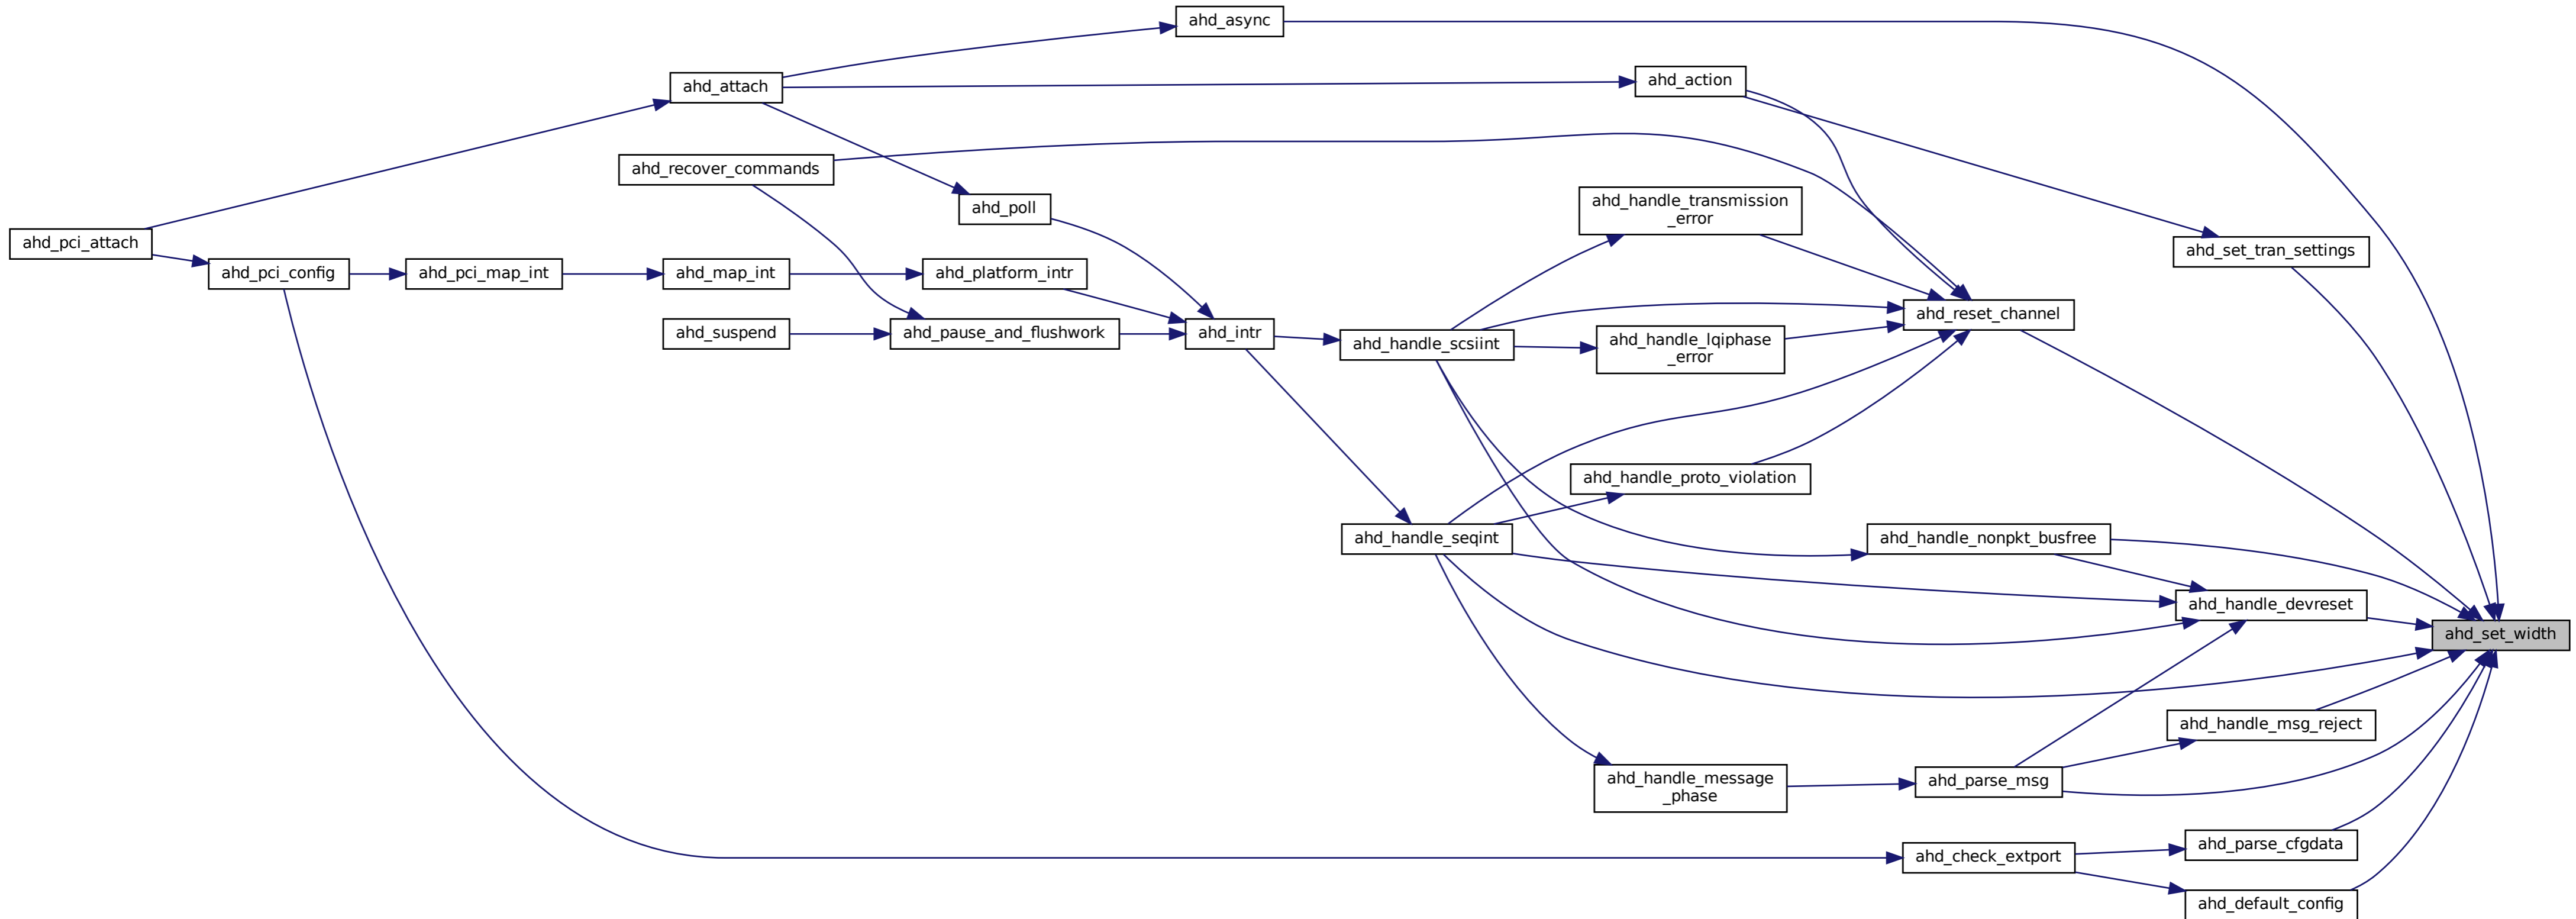 ahd_async
ahd_action
ahd_attach
ahd_recover_commands
ahd_handle_transmission
_error
ahd_poll
ahd_pci_attach
ahd_set_tran_settings
ahd_pci_config
ahd_pci_map_int
ahd_map_int
ahd_platform_intr
ahd_reset_channel
ahd_suspend
ahd_pause_and_flushwork
ahd_intr
ahd_handle_scsiint
ahd_handle_lqiphase
_error
ahd_handle_proto_violation
ahd_handle_seqint
ahd_handle_nonpkt_busfree
ahd_handle_devreset
ahd_set_width
ahd_handle_msg_reject
ahd_handle_message
_phase
ahd_parse_msg
ahd_parse_cfgdata
ahd_check_extport
ahd_default_config